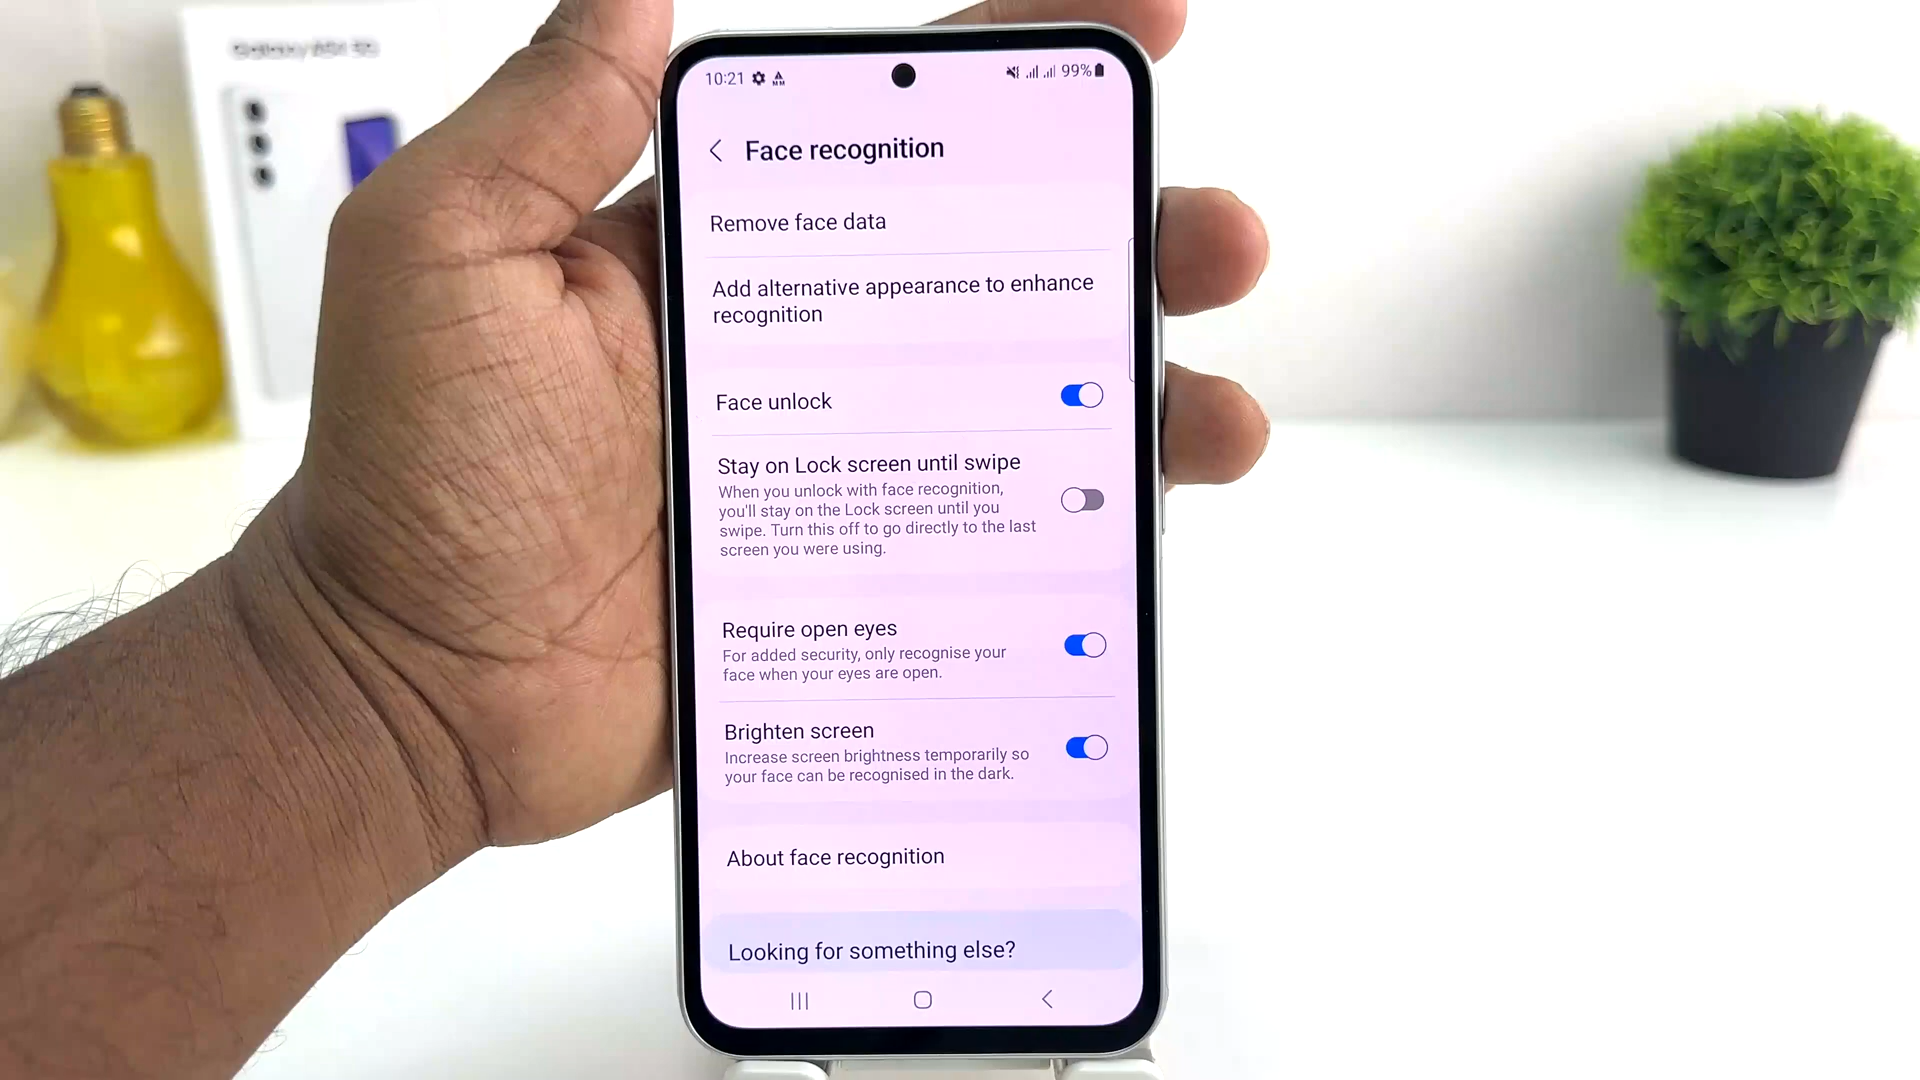 10:21
99%
Face recognition
Remove face data
Add alternative appearance to enhance
recognition
Face unlock
Stay on Lock screen until swipe
When you unlock with face recognition,
you'll stay on the Lock screen until you
swipe. Turn this off to go directly to the last
screen you were using.
Require open eyes
For added security, only recognise your
face when your eyes are open.
Brighten screen
Increase screen brightness temporarily so
your face can be recognised in the dark.
About face recognition
Looking for something else?